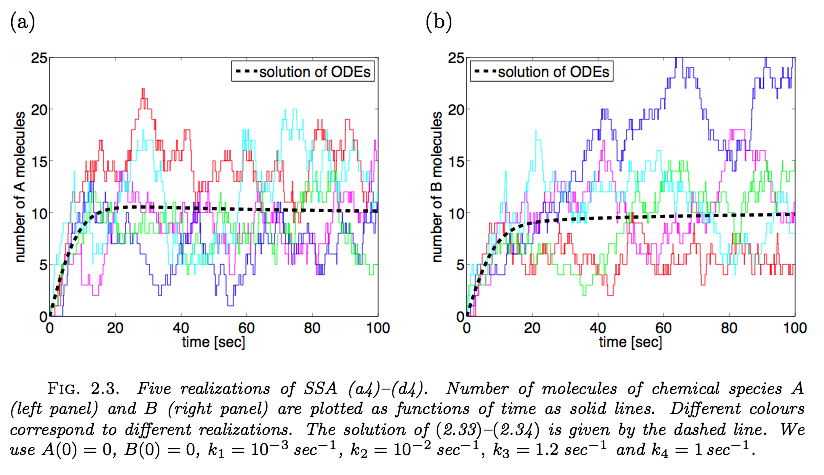 (a) (b)
25 25
solution of ODEs solution of ODEs
20 20
15 15
10 10
5 5
0 0
0 20 40 60 80 100 0 20 40 60 80 100
time [sec] time [sec]
number of A molecules
number of B molecules
FIG. 2.3. Five realizations of SSA (a4)–(d4). Number of molecules of chemical species A
(left panel) and B (right panel) are plotted as functions of time as solid lines. Different colours
correspond to different realizations. The solution of (2.33)–(2.34) is given by the dashed line. We
use A(0) = 0, B(0) = 0, k₁ = 10⁻³ sec⁻¹, k₂ = 10⁻² sec⁻¹, k₃ = 1.2 sec⁻¹ and k₄ = 1 sec⁻¹.